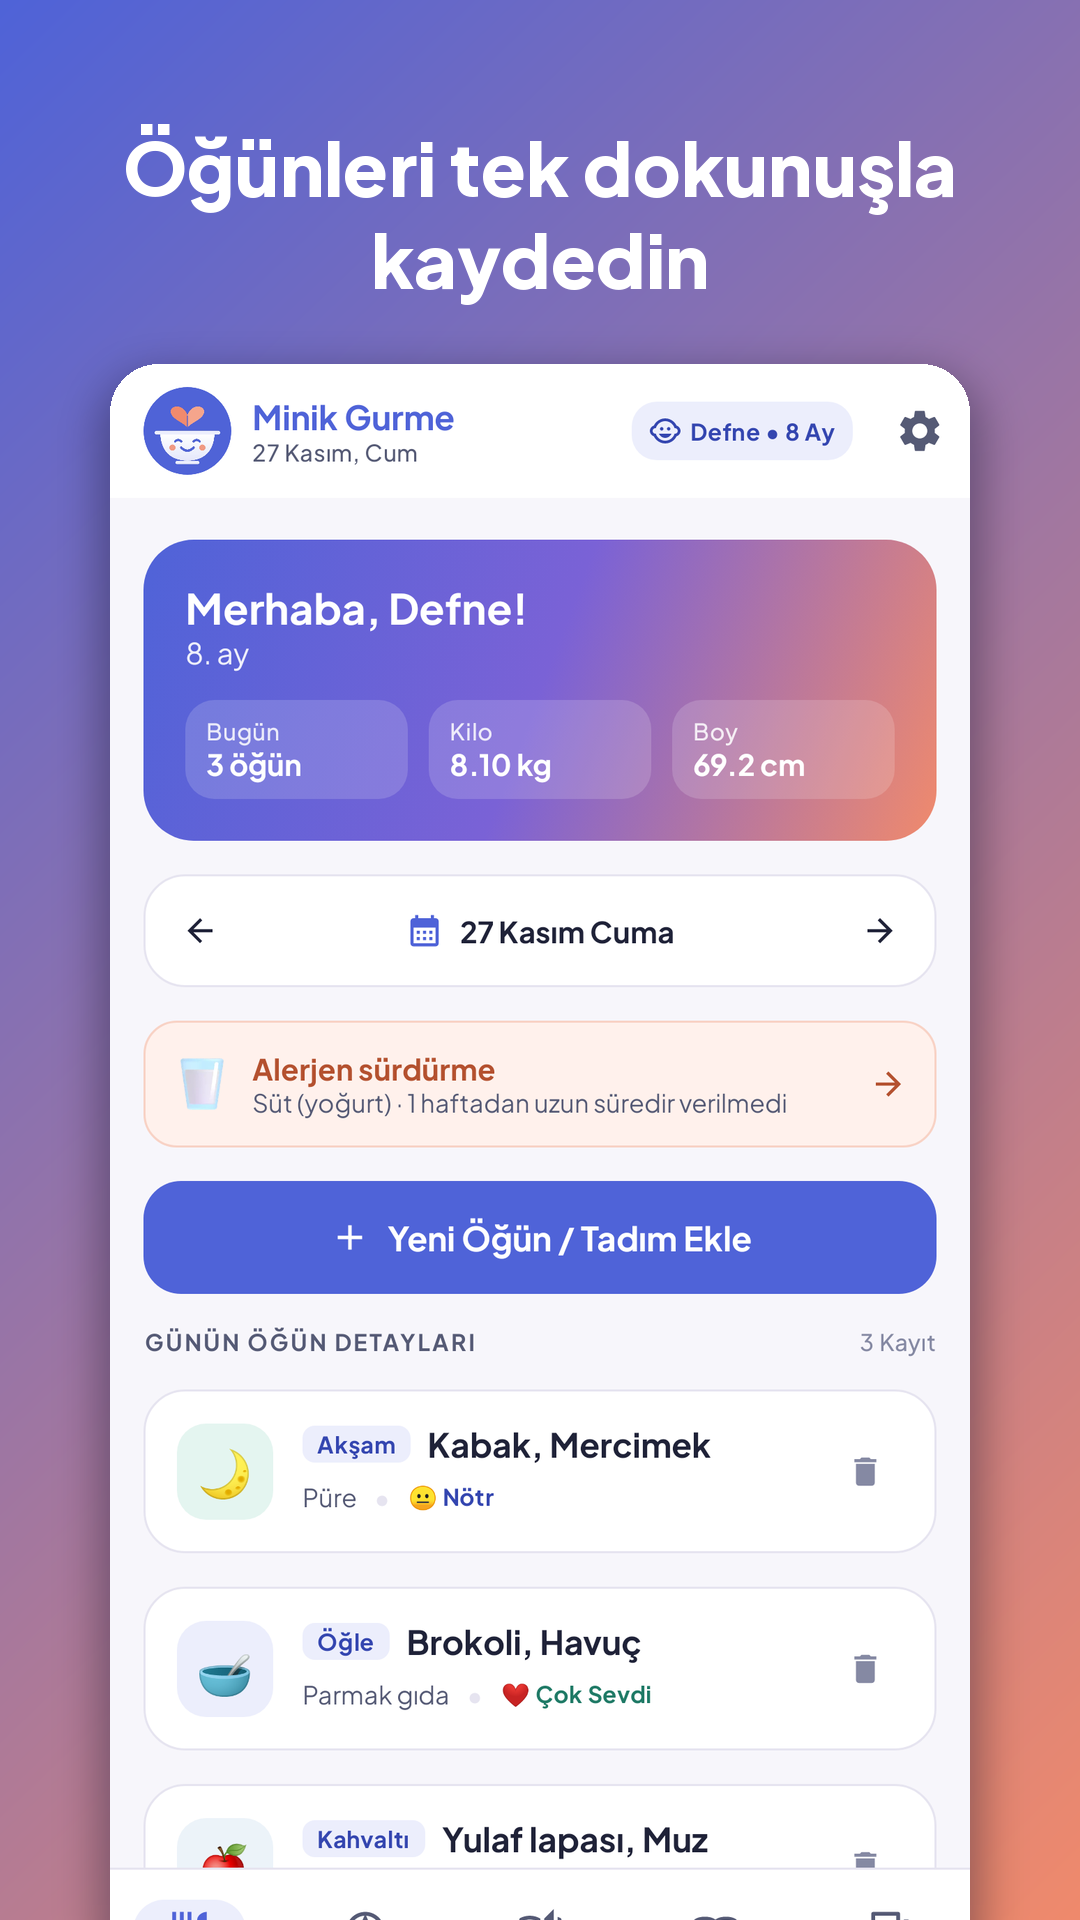 Öğünleri tek dokunuşla
kaydedin
Minik Gurme
27 Kasım, Cum
Defne • 8 Ay
Merhaba, Defne!
8. ay
Bugün
3 öğün
Kilo
8.10 kg
Boy
69.2 cm
27 Kasım Cuma
Alerjen sürdürme
Süt (yoğurt) · 1 haftadan uzun süredir verilmedi
+ Yeni Öğün / Tadım Ekle
GÜNÜN ÖĞÜN DETAYLARI
3 Kayıt
Akşam Kabak, Mercimek
Püre • Nötr
Öğle Brokoli, Havuç
Parmak gıda • Çok Sevdi
Kahvaltı Yulaf lapası, Muz